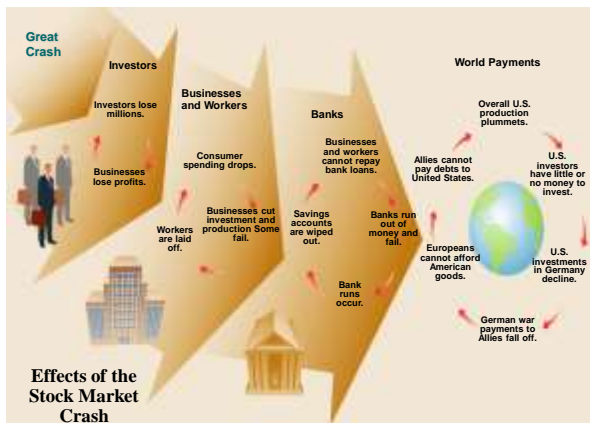 Great
Crash
Investors
Investors lose
millions.
Businesses
lose profits.
Businesses
and Workers
Consumer
spending drops.
Businesses cut
investment and
production Some
fail.
Workers
are laid
off.
Banks
Businesses
and workers
cannot repay
bank loans.
Banks run
out of
money and
fail.
Bank
runs
occur.
Savings
accounts
are wiped
out.
World Payments
Overall U.S.
production
plummets.
U.S.
investors
have little or
no money to
invest.
U.S.
investments
in Germany
decline.
German war
payments to
Allies fall off.
Europeans
cannot afford
American
goods.
Allies cannot
pay debts to
United States.
Effects of the
Stock Market
Crash